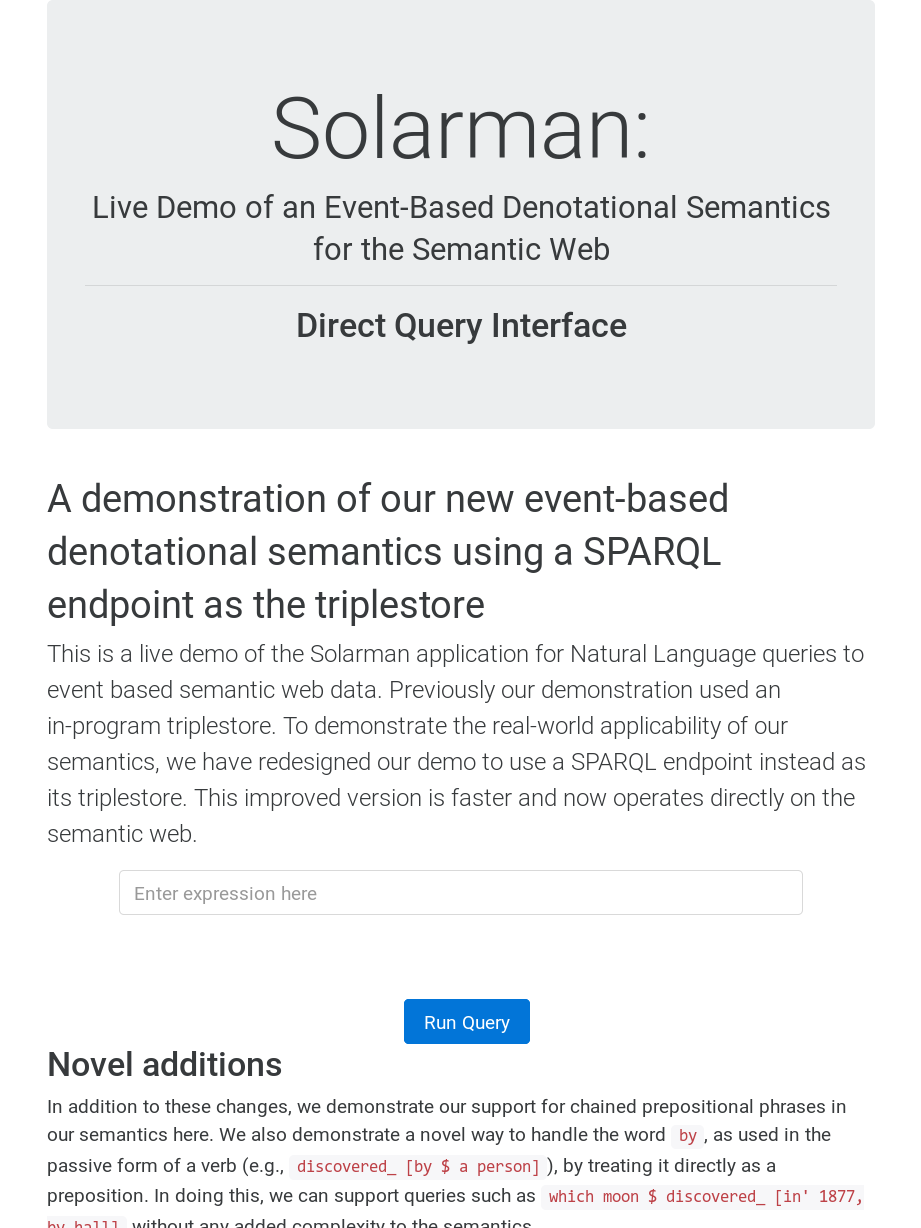 Solarman:
Live Demo of an Event-Based Denotational Semantics
for the Semantic Web
Direct Query Interface
A demonstration of our new event-based
denotational semantics using a SPARQL
endpoint as the triplestore
This is a live demo of the Solarman application for Natural Language queries to
event based semantic web data. Previously our demonstration used an
in-program triplestore. To demonstrate the real-world applicability of our
semantics, we have redesigned our demo to use a SPARQL endpoint instead as
its triplestore. This improved version is faster and now operates directly on the
semantic web.
Enter expression here
Run Query
Novel additions
In addition to these changes, we demonstrate our support for chained prepositional phrases in
our semantics here. We also demonstrate a novel way to handle the word by, as used in the
passive form of a verb (e.g., discovered_ [by $ a person]), by treating it directly as a
preposition. In doing this, we can support queries such as which moon $ discovered_ [in' 1877,
by hall] without any added complexity to the semantics.